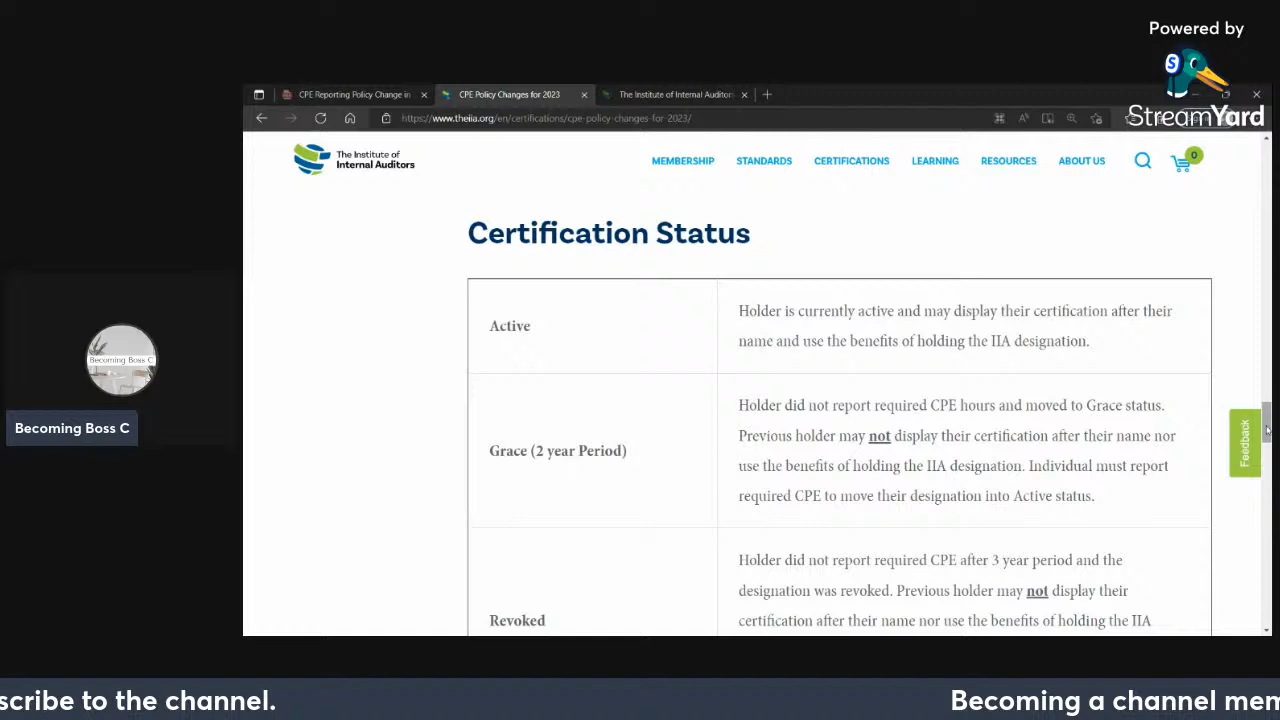 Powered by
StreamYard
CPE Reporting Policy Change in
CPE Policy Changes for 2023
The Institute of Internal Auditors
https://www.theiia.org/en/certifications/cpe-policy-changes-for-2023/
The Institute of
Internal Auditors
MEMBERSHIP
STANDARDS
CERTIFICATIONS
LEARNING
RESOURCES
ABOUT US
0
Certification Status
Active
Holder is currently active and may display their certification after their
name and use the benefits of holding the IIA designation.
Grace (2 year Period)
Holder did not report required CPE hours and moved to Grace status.
Previous holder may not display their certification after their name nor
use the benefits of holding the IIA designation. Individual must report
required CPE to move their designation into Active status.
Revoked
Holder did not report required CPE after 3 year period and the
designation was revoked. Previous holder may not display their
certification after their name nor use the benefits of holding the IIA
Feedback
Becoming Boss C
Becoming Boss C
scribe to the channel.
Becoming a channel mem